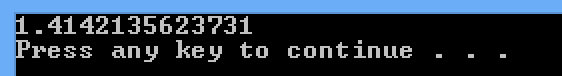 1.4142135623731
Press any key to continue . . .